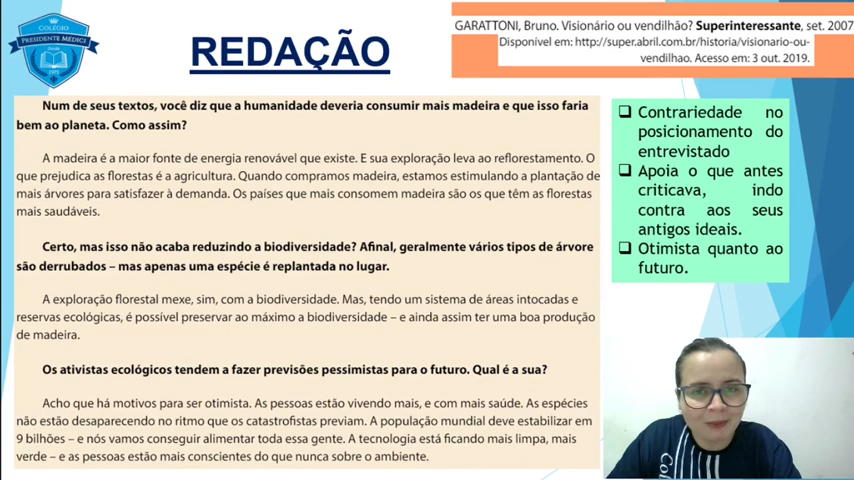 COLÉGIO
PRESIDENTE MÉDICI
REDAÇÃO
GARATTONI, Bruno. Visionário ou vendilhão? Superinteressante, set. 2007
Disponível em: http://super.abril.com.br/historia/visionario-ou-
vendilhao. Acesso em: 3 out. 2019.
Num de seus textos, você diz que a humanidade deveria consumir mais madeira e que isso faria
bem ao planeta. Como assim?
A madeira é a maior fonte de energia renovável que existe. E sua exploração leva ao reflorestamento. O
que prejudica as florestas é a agricultura. Quando compramos madeira, estamos estimulando a plantação de
mais árvores para satisfazer à demanda. Os países que mais consomem madeira são os que têm as florestas
mais saudáveis.
Certo, mas isso não acaba reduzindo a biodiversidade? Afinal, geralmente vários tipos de árvore
são derrubados – mas apenas uma espécie é replantada no lugar.
A exploração florestal mexe, sim, com a biodiversidade. Mas, tendo um sistema de áreas intocadas e
reservas ecológicas, é possível preservar ao máximo a biodiversidade – e ainda assim ter uma boa produção
de madeira.
Os ativistas ecológicos tendem a fazer previsões pessimistas para o futuro. Qual é a sua?
Acho que há motivos para ser otimista. As pessoas estão vivendo mais, e com mais saúde. As espécies
não estão desaparecendo no ritmo que os catastrofistas previam. A população mundial deve estabilizar em
9 bilhões – e nós vamos conseguir alimentar toda essa gente. A tecnologia está ficando mais limpa, mais
verde – e as pessoas estão mais conscientes do que nunca sobre o ambiente.
Contrariedade no
posicionamento do
entrevistado
Apoia o que antes
criticava, indo
contra aos seus
antigos ideais.
Otimista quanto ao
futuro.